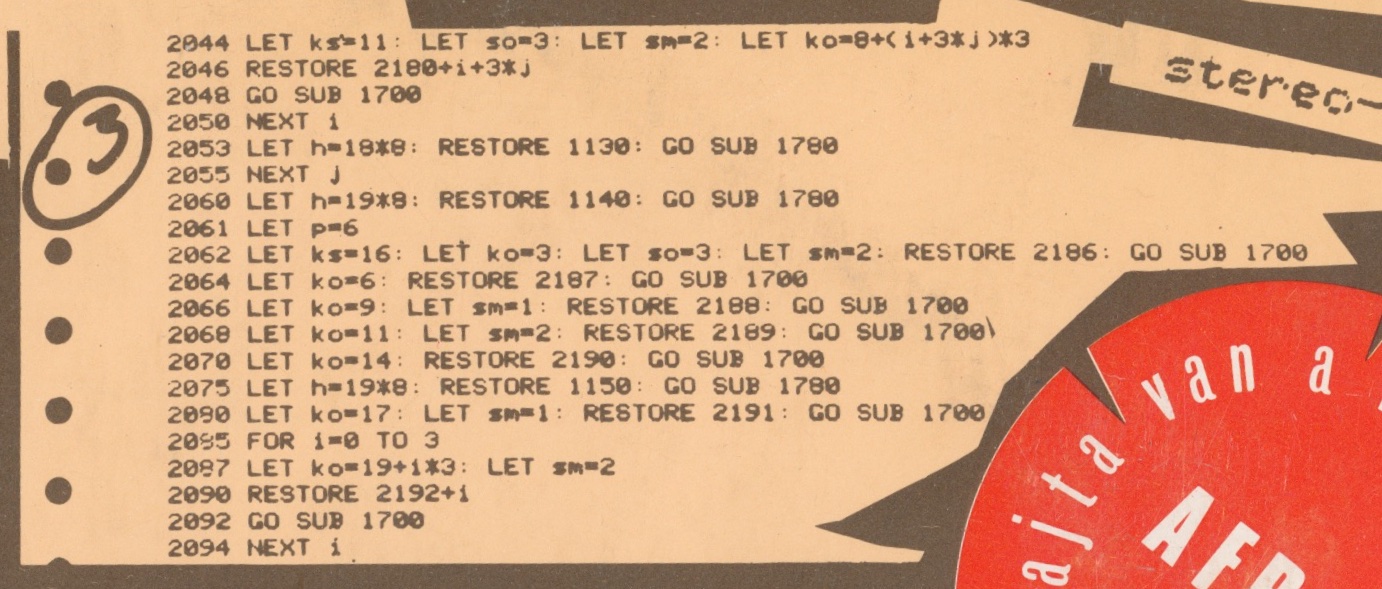 2044 LET ks=11: LET so=3: LET sm=2: LET ko=8+(i+3*j)*3
2046 RESTORE 2180+i+3*j
2048 GO SUB 1700
2050 NEXT i
2053 LET h=18*8: RESTORE 1130: GO SUB 1780
2055 NEXT j
2060 LET h=19*8: RESTORE 1140: GO SUB 1780
2061 LET p=6
2062 LET ks=16: LET ko=3: LET so=3: LET sm=2: RESTORE 2186: GO SUB 1700
2064 LET ko=6: RESTORE 2187: GO SUB 1700
2066 LET ko=9: LET sm=1: RESTORE 2188: GO SUB 1700
2068 LET ko=11: LET sm=2: RESTORE 2189: GO SUB 1700
2070 LET ko=14: RESTORE 2190: GO SUB 1700
2075 LET h=19*8: RESTORE 1150: GO SUB 1780
2080 LET ko=17: LET sm=1: RESTORE 2191: GO SUB 1700
2085 FOR i=0 TO 3
2087 LET ko=19+i*3: LET sm=2
2090 RESTORE 2192+i
2092 GO SUB 1700
2094 NEXT i
3
stereo-
ajta van a